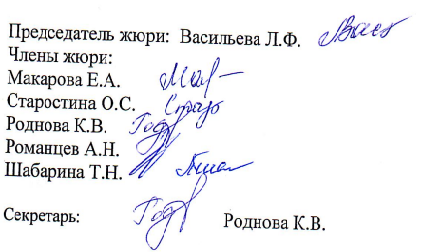 Председатель жюри: Васильева Л.Ф.
Члены жюри:
Макарова Е.А.
Старостина О.С.
Роднова К.В.
Романцев А.Н.
Шабарина Т.Н.
Секретарь: Роднова К.В.